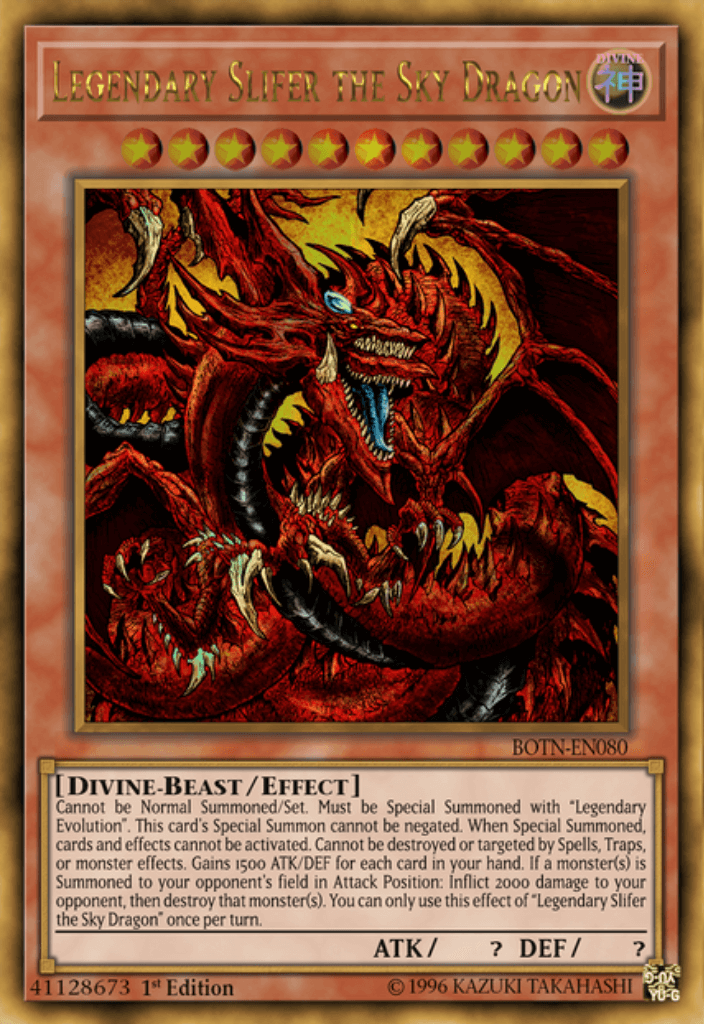 Legendary Slifer the Sky Dragon
DIVINE
神
BOTN-EN080
[Divine-Beast/Effect]
Cannot be Normal Summoned/Set. Must be Special Summoned with “Legendary
Evolution”. This card's Special Summon cannot be negated. When Special Summoned,
cards and effects cannot be activated. Cannot be destroyed or targeted by Spells, Traps,
or monster effects. Gains 1500 ATK/DEF for each card in your hand. If a monster(s) is
Summoned to your opponent's field in Attack Position: Inflict 2000 damage to your
opponent, then destroy that monster(s). You can only use this effect of “Legendary Slifer
the Sky Dragon” once per turn.
ATK/ ? DEF/ ?
41128673 1st Edition ©1996 KAZUKI TAKAHASHI